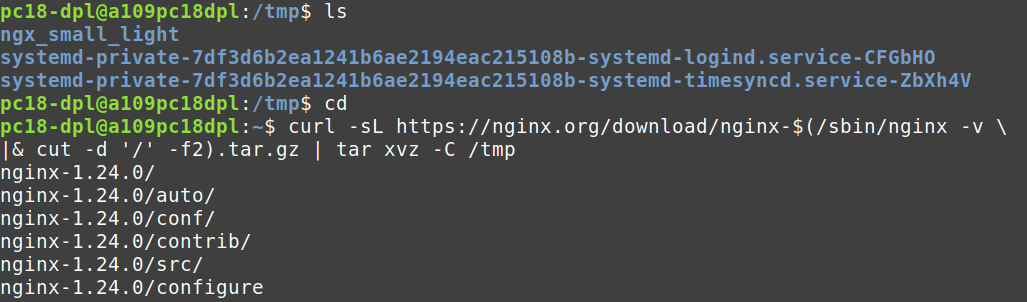 pc18-dpl@a109pc18dpl:/tmp$ ls
ngx_small_light
systemd-private-7df3d6b2ea1241b6ae2194eac215108b-systemd-logind.service-CFGbHO
systemd-private-7df3d6b2ea1241b6ae2194eac215108b-systemd-timesyncd.service-ZbXh4V
pc18-dpl@a109pc18dpl:/tmp$ cd
pc18-dpl@a109pc18dpl:~$ curl -sL https://nginx.org/download/nginx-$(/sbin/nginx -v \
|& cut -d '/' -f2).tar.gz | tar xvz -C /tmp
nginx-1.24.0/
nginx-1.24.0/auto/
nginx-1.24.0/conf/
nginx-1.24.0/contrib/
nginx-1.24.0/src/
nginx-1.24.0/configure